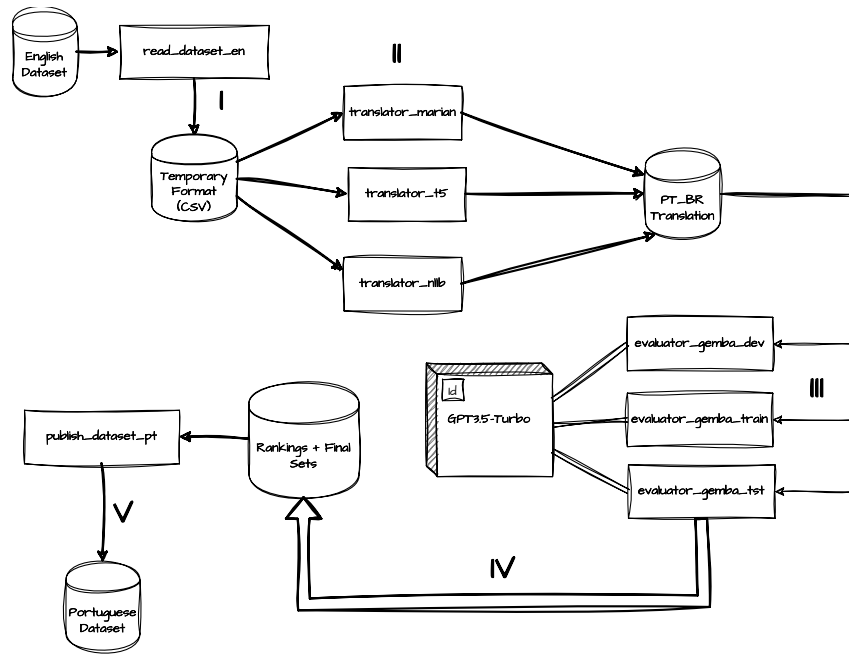 English
Dataset
read_dataset_en
I
II
Temporary
Format
(CSV)
translator_marian
translator_t5
translator_nllb
PT_BR
Translation
evaluator_gemba_dev
evaluator_gemba_train
evaluator_gemba_tst
III
Id
GPT3.5-Turbo
Rankings + Final
Sets
publish_dataset_pt
IV
V
Portuguese
Dataset